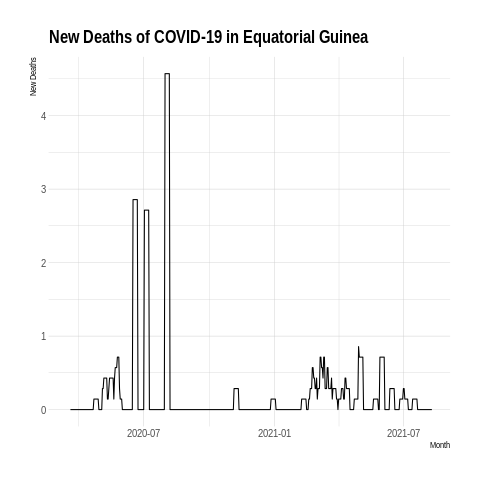 New Deaths of COVID-19 in Equatorial Guinea
New Deaths
4
3
2
1
0
2020-07
2021-01
2021-07
Month